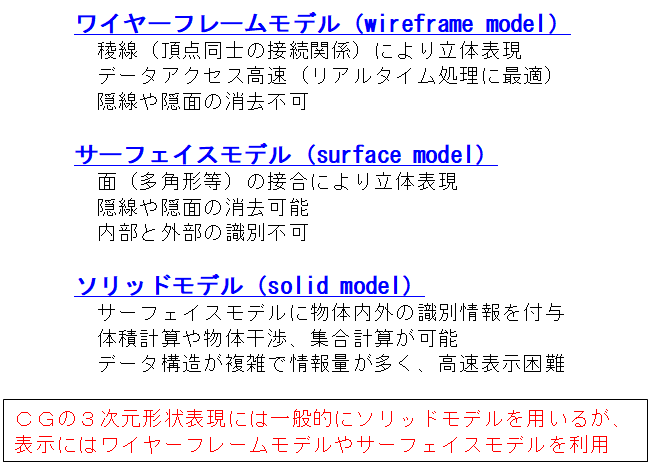 ワイヤーフレームモデル（wireframe model）
稜線（頂点同士の接続関係）により立体表現
データアクセス高速（リアルタイム処理に最適）
隠線や隠面の消去不可
サーフェイスモデル（surface model）
面（多角形等）の接合により立体表現
隠線や隠面の消去可能
内部と外部の識別不可
ソリッドモデル（solid model）
サーフェイスモデルに物体内外の識別情報を付与
体積計算や物体干渉、集合計算が可能
データ構造が複雑で情報量が多く、高速表示困難
ＣＧの３次元形状表現には一般的にソリッドモデルを用いるが、
表示にはワイヤーフレームモデルやサーフェイスモデルを利用